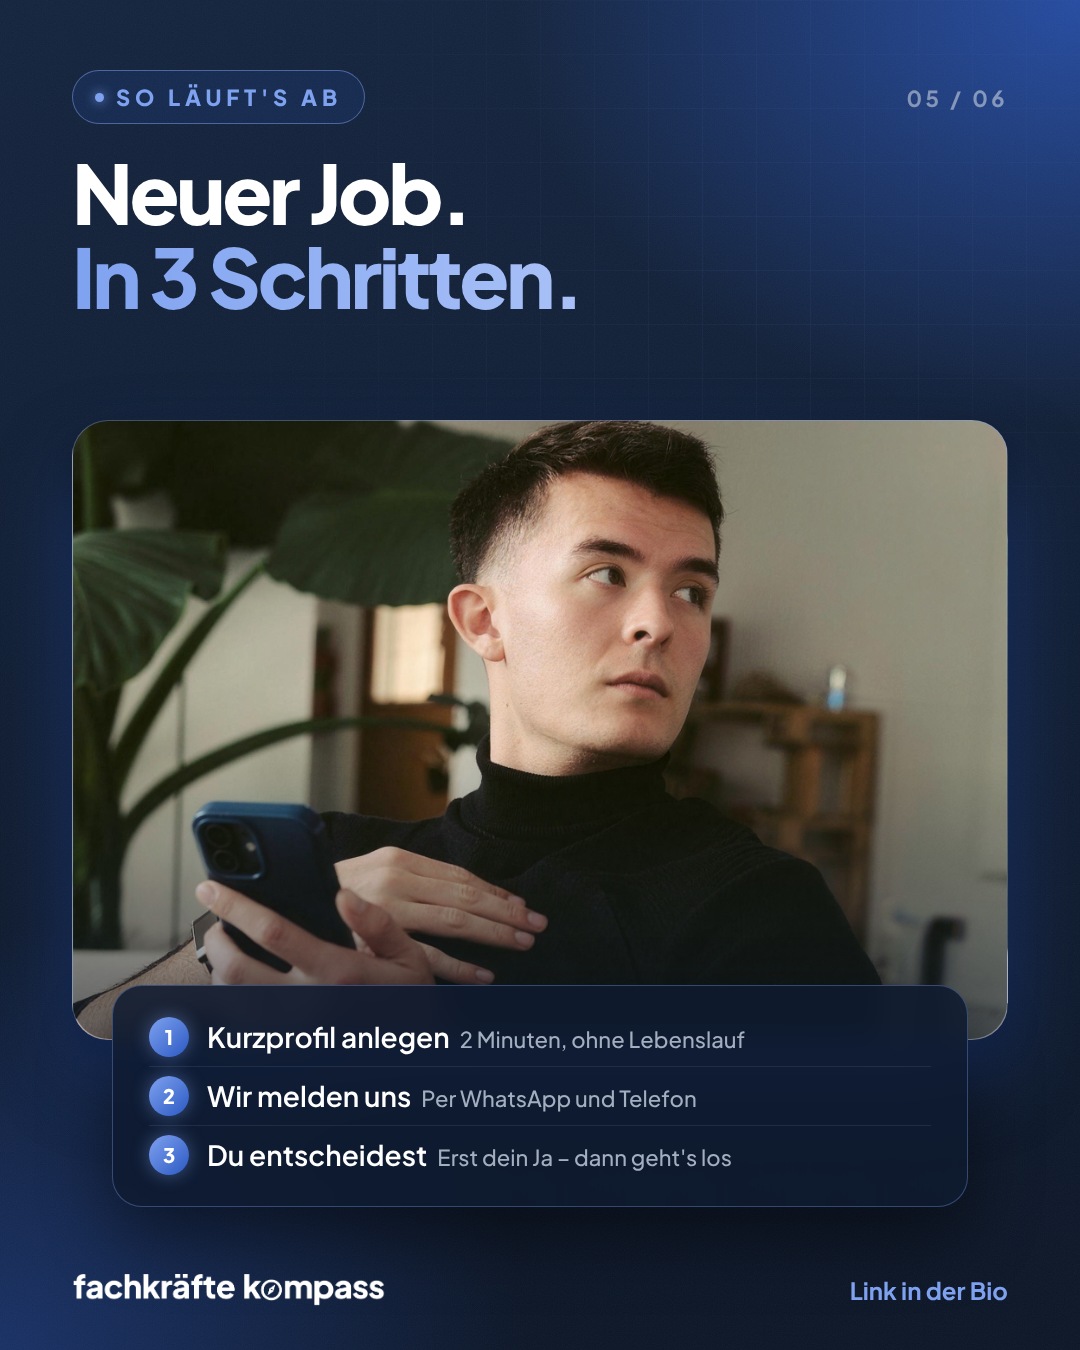 SO LÄUFT'S AB
05 / 06
Neuer Job.
In 3 Schritten.
1 Kurzprofil anlegen 2 Minuten, ohne Lebenslauf
2 Wir melden uns Per WhatsApp und Telefon
3 Du entscheidest Erst dein Ja – dann geht's los
fachkräfte kompass
Link in der Bio